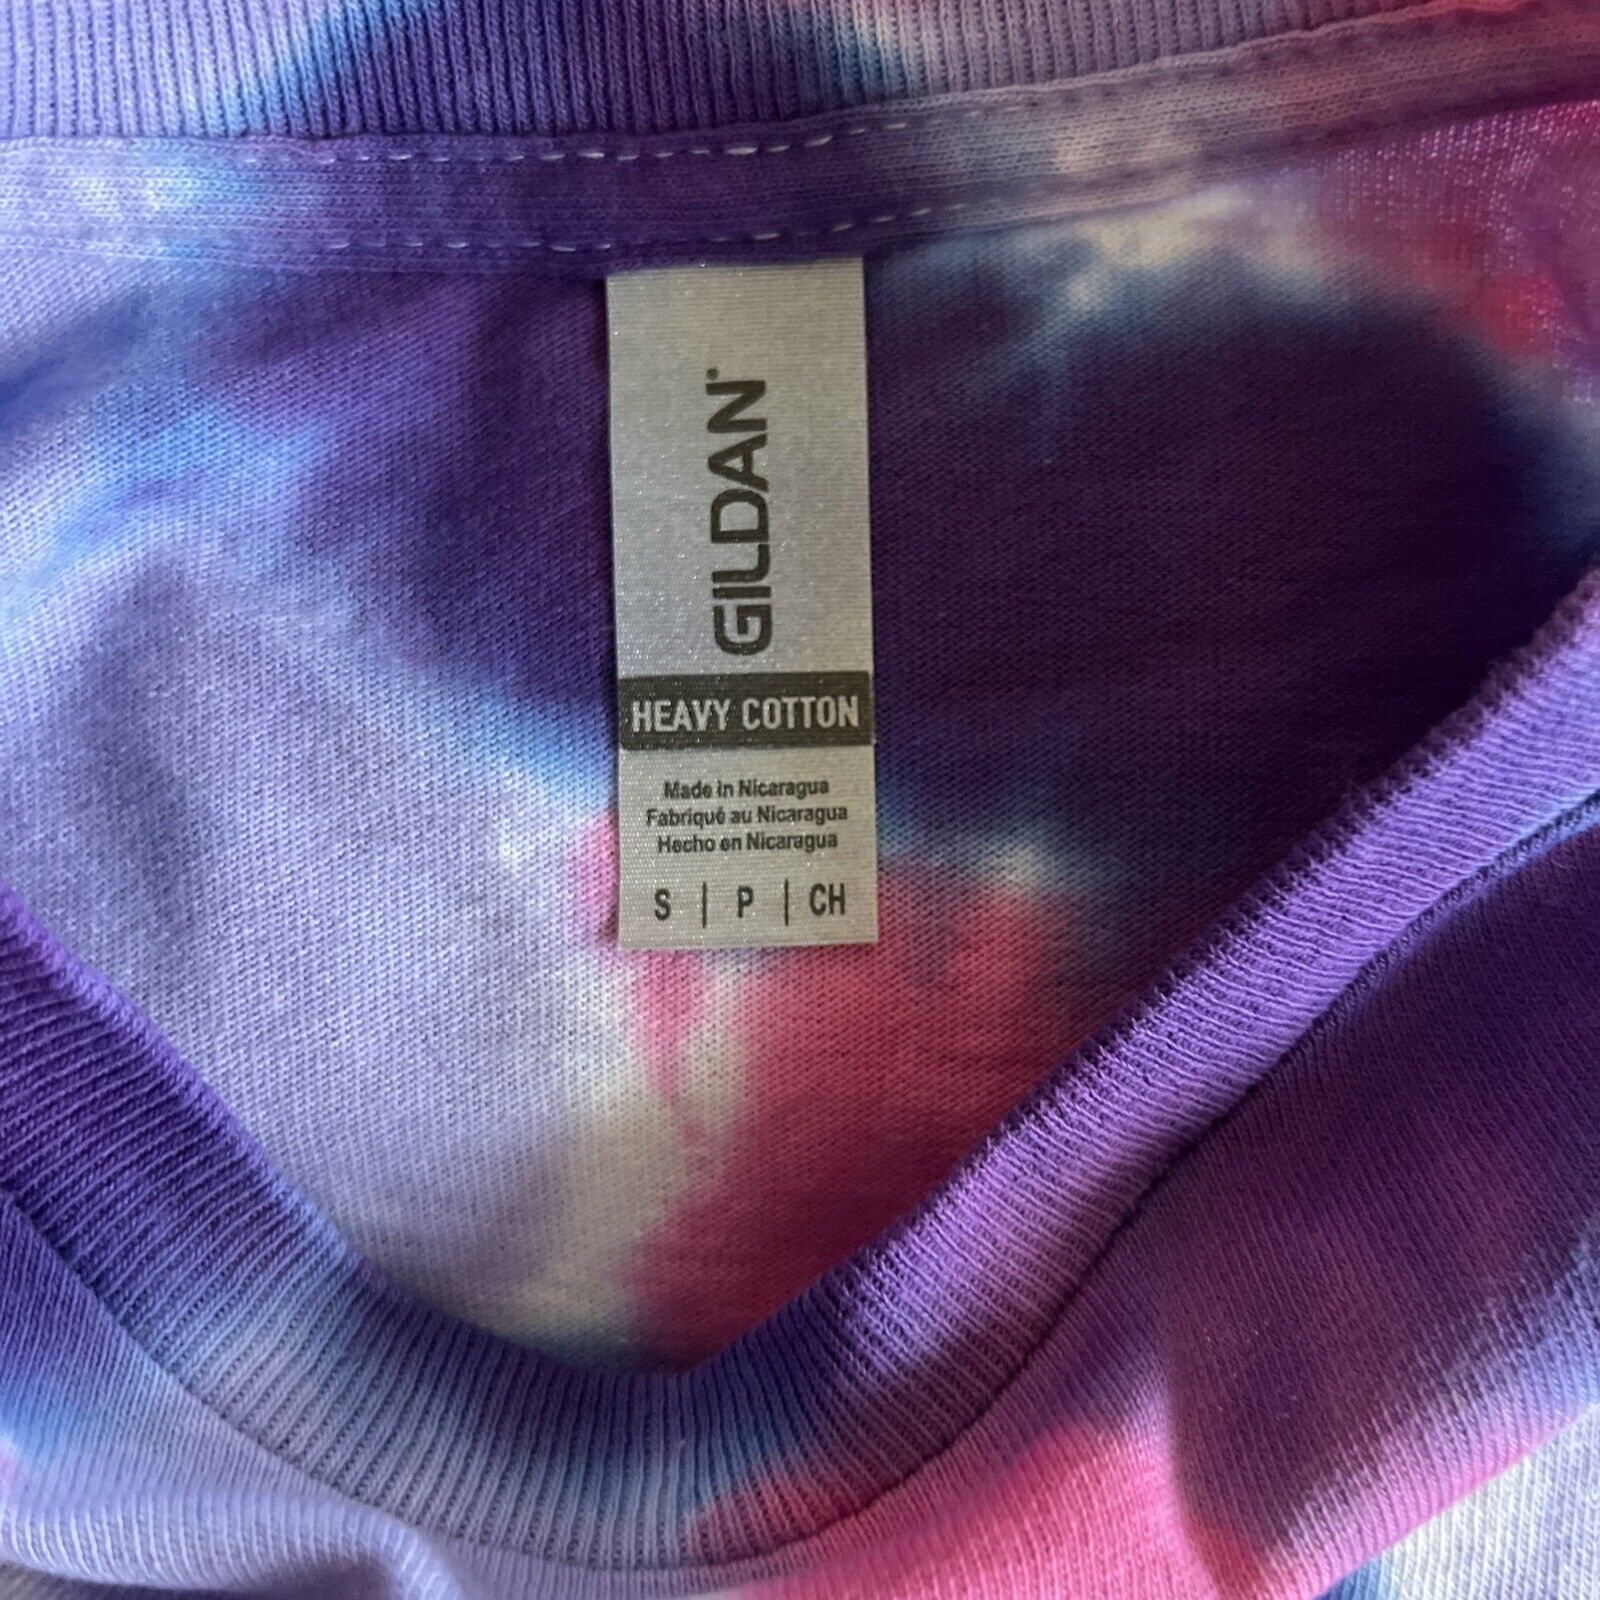 GILDAN®
HEAVY COTTON
Made in Nicaragua
Fabriqué au Nicaragua
Hecho en Nicaragua
S | P | CH